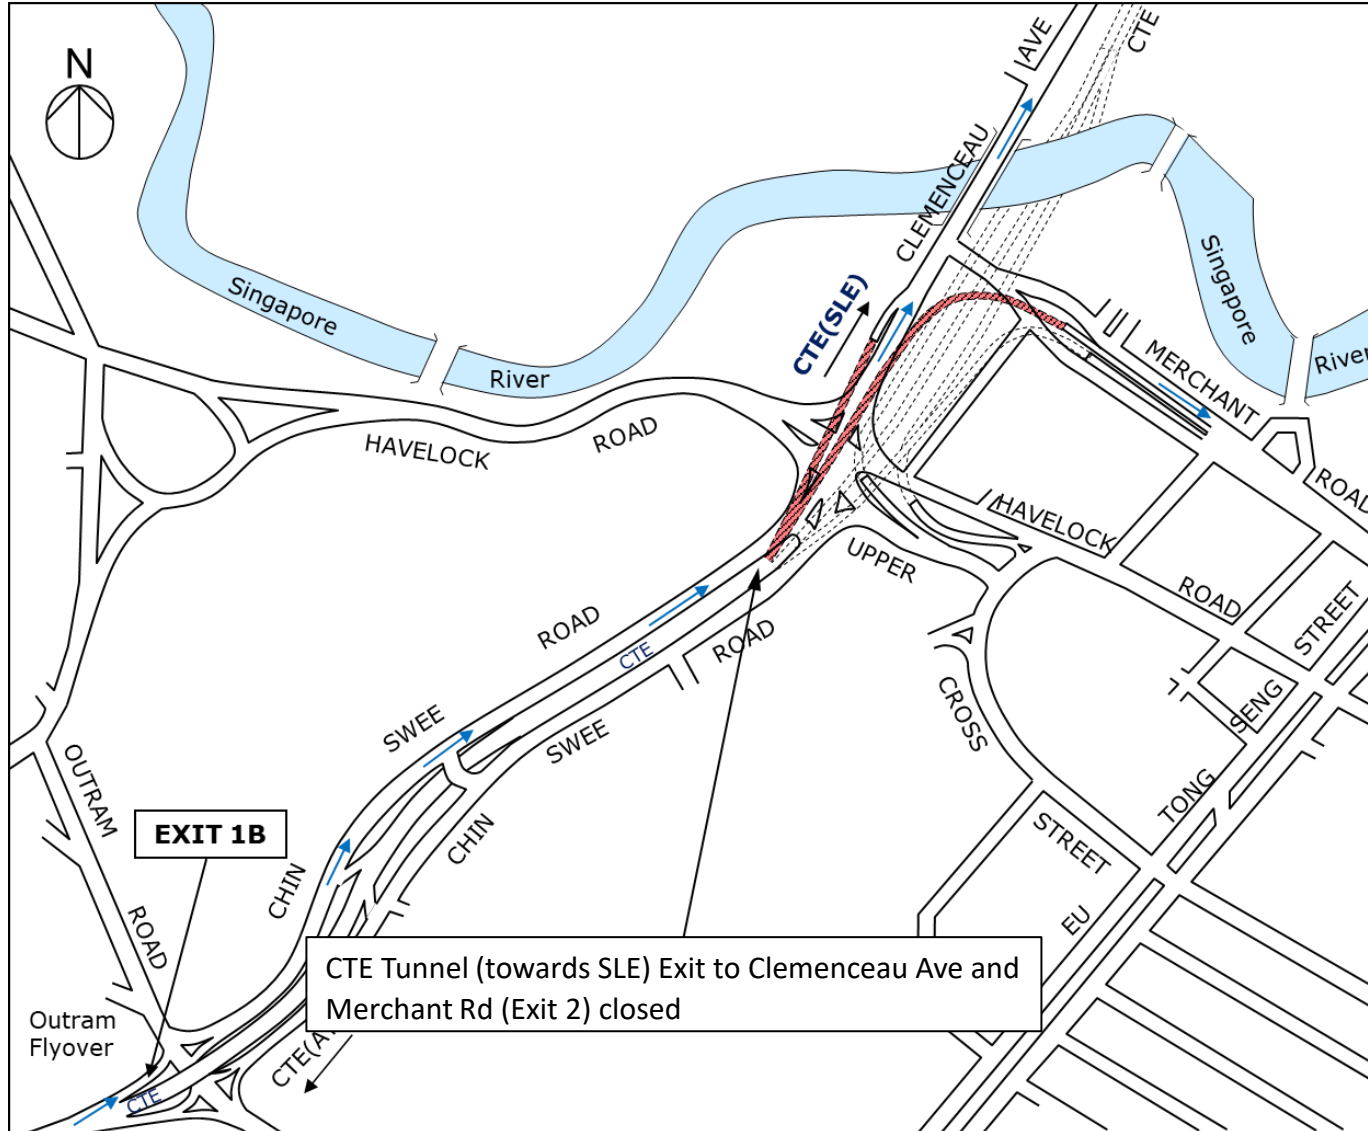 N
AVE
CTE
CLEMENCEAU
CTE(SLE)
Singapore
River
Singapore
River
MERCHANT
ROAD
HAVELOCK
ROAD
HAVELOCK
ROAD
UPPER
ROAD
CTE
ROAD
SWEE
SWEE
CHIN
CHIN
CROSS
STREET
STREET
SENG
TONG
EU
OUTRAM
ROAD
EXIT 1B
CTE Tunnel (towards SLE) Exit to Clemenceau Ave and
Merchant Rd (Exit 2) closed
Outram
Flyover
CTE